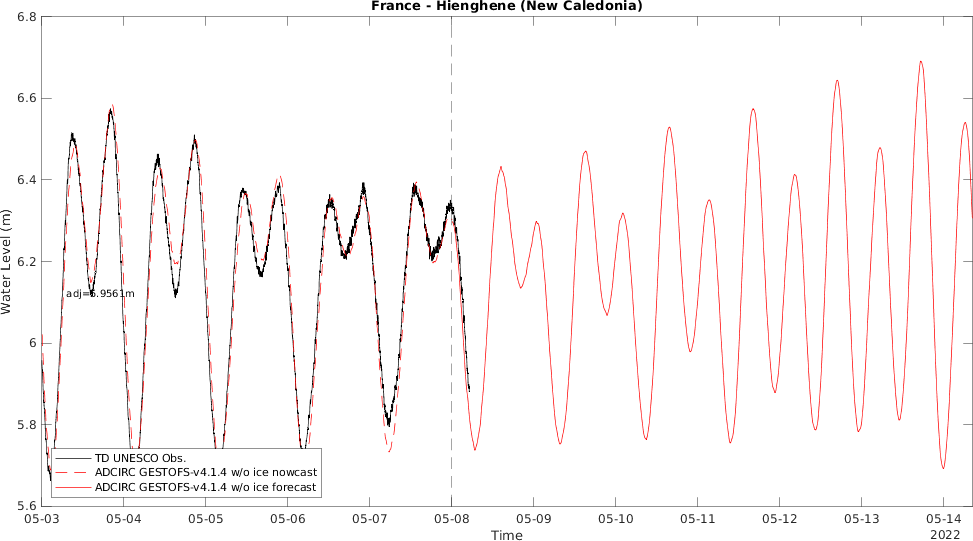 France - Hienghene (New Caledonia)
Water Level (m)
6.8
6.6
6.4
6.2
6
5.8
5.6
adj=6.9561m
TD UNESCO Obs.
ADCIRC GESTOFS-v4.1.4 w/o ice nowcast
ADCIRC GESTOFS-v4.1.4 w/o ice forecast
05-03 05-04 05-05 05-06 05-07 05-08 05-09 05-10 05-11 05-12 05-13 05-14
Time
2022